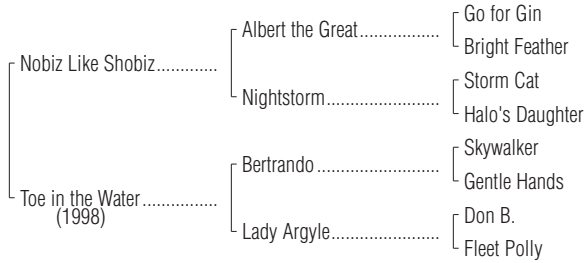 Go for Gin
Albert the Great..................
Bright Feather
Nobiz Like Shobiz.............
Storm Cat
Nightstorm .........................
Halo's Daughter
Skywalker
Bertrando ...........................
Gentle Hands
Toe in the Water................
(1998)
Don B.
Lady Argyle........................
Fleet Polly